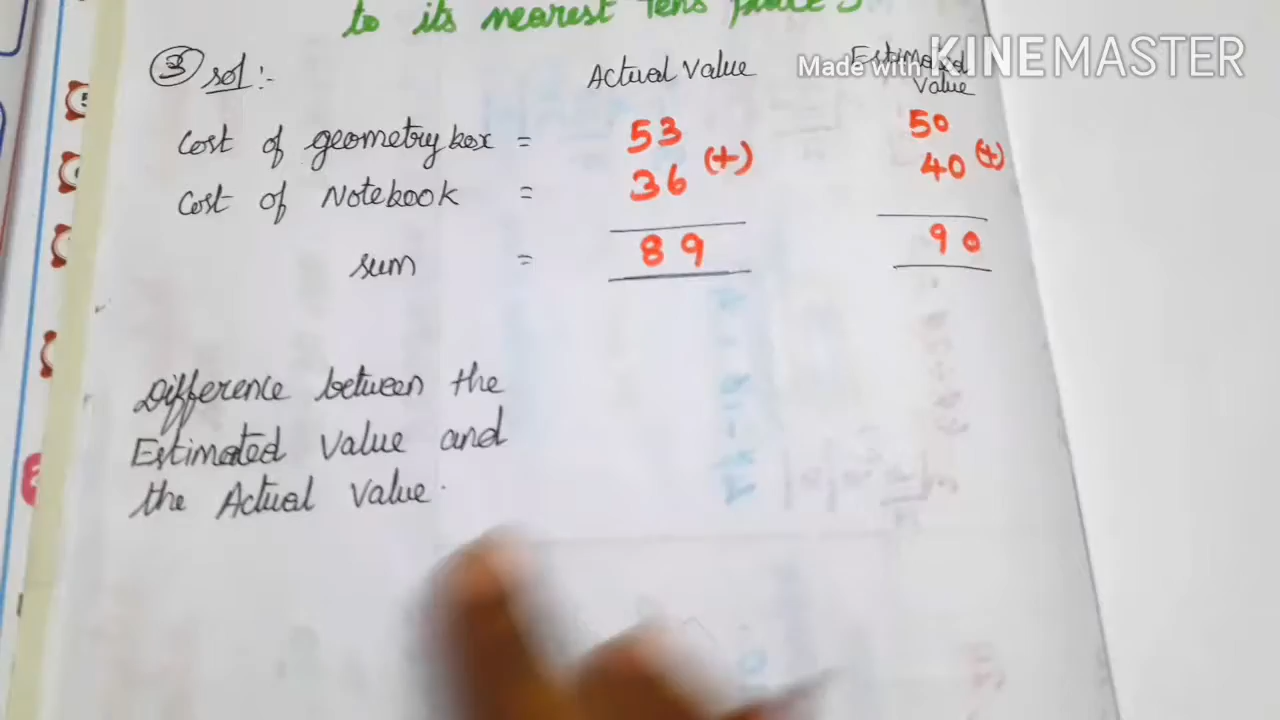 to its nearest Tens place
3 sol :-
Actual Value
Estimated Value
Made with KINEMASTER
Cost of geometry box = 53 50
Cost of Notebook = 36 (+) 40 (+)
sum = 89 90
Difference between the
Estimated Value and
the Actual Value.